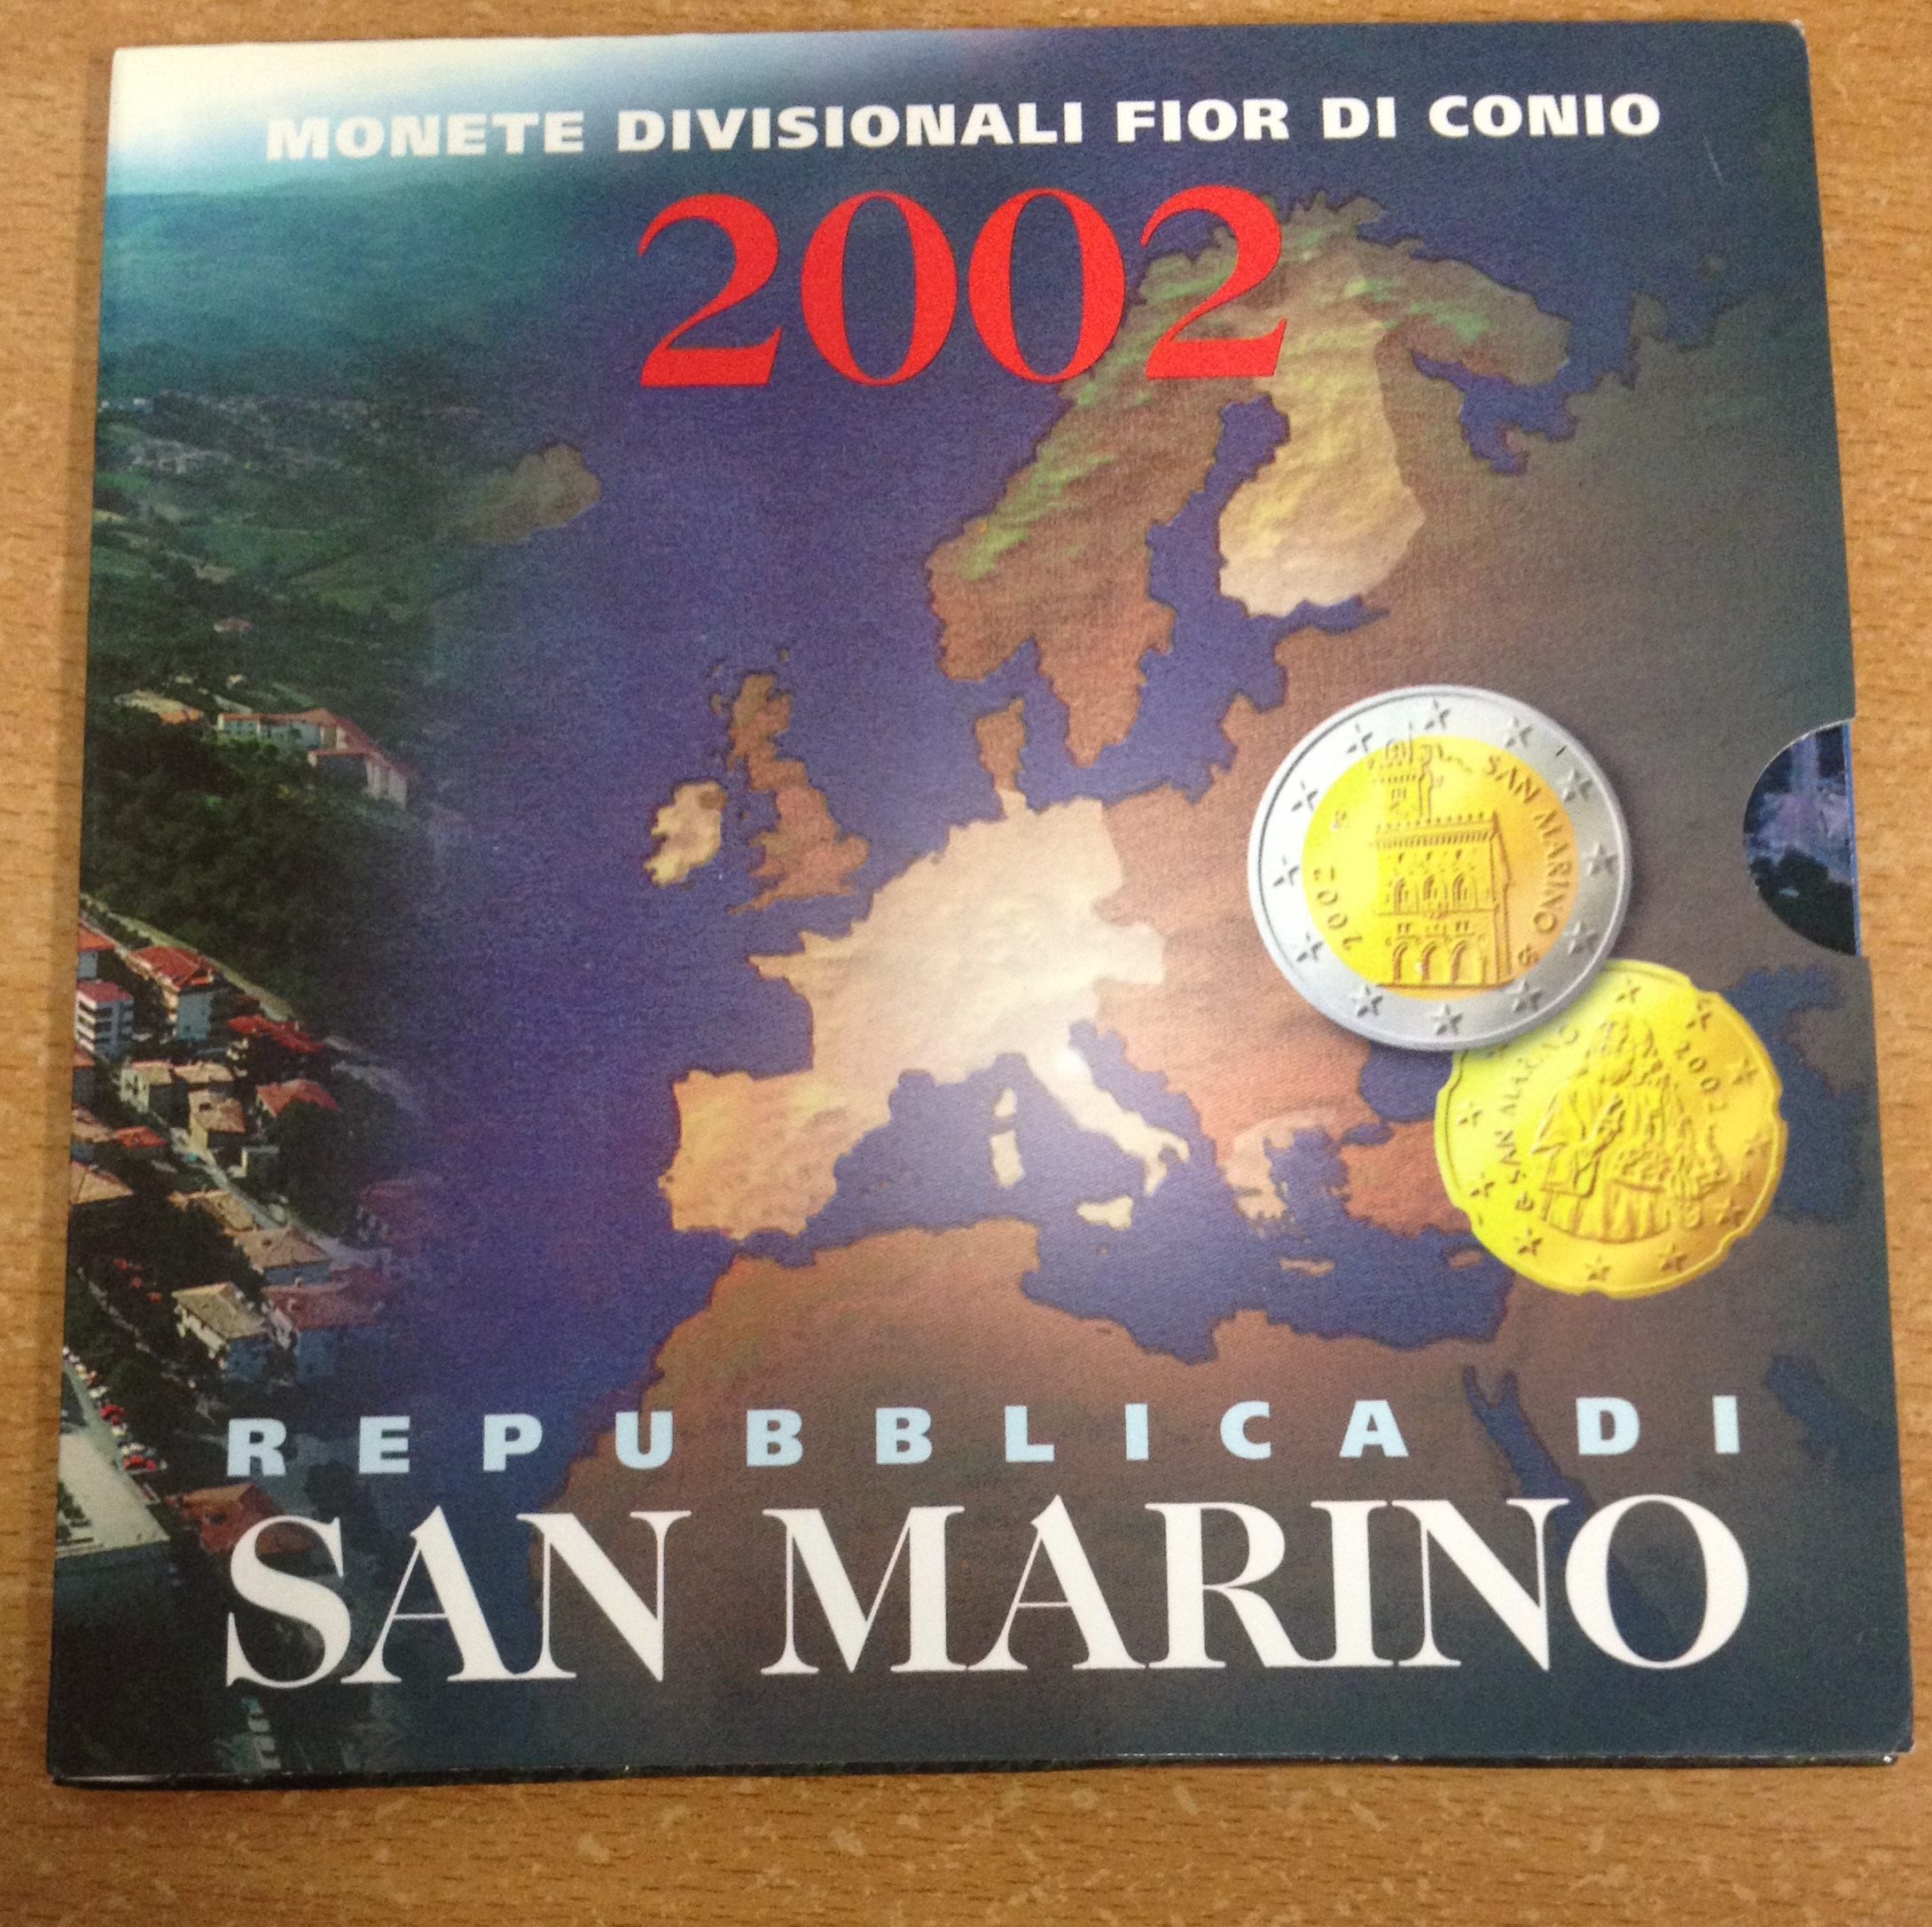 MONETE DIVISIONALI FIOR DI CONIO
2002
SAN MARINO
2002
SAN MARINO
2002
REPUBBLICA DI
SAN MARINO